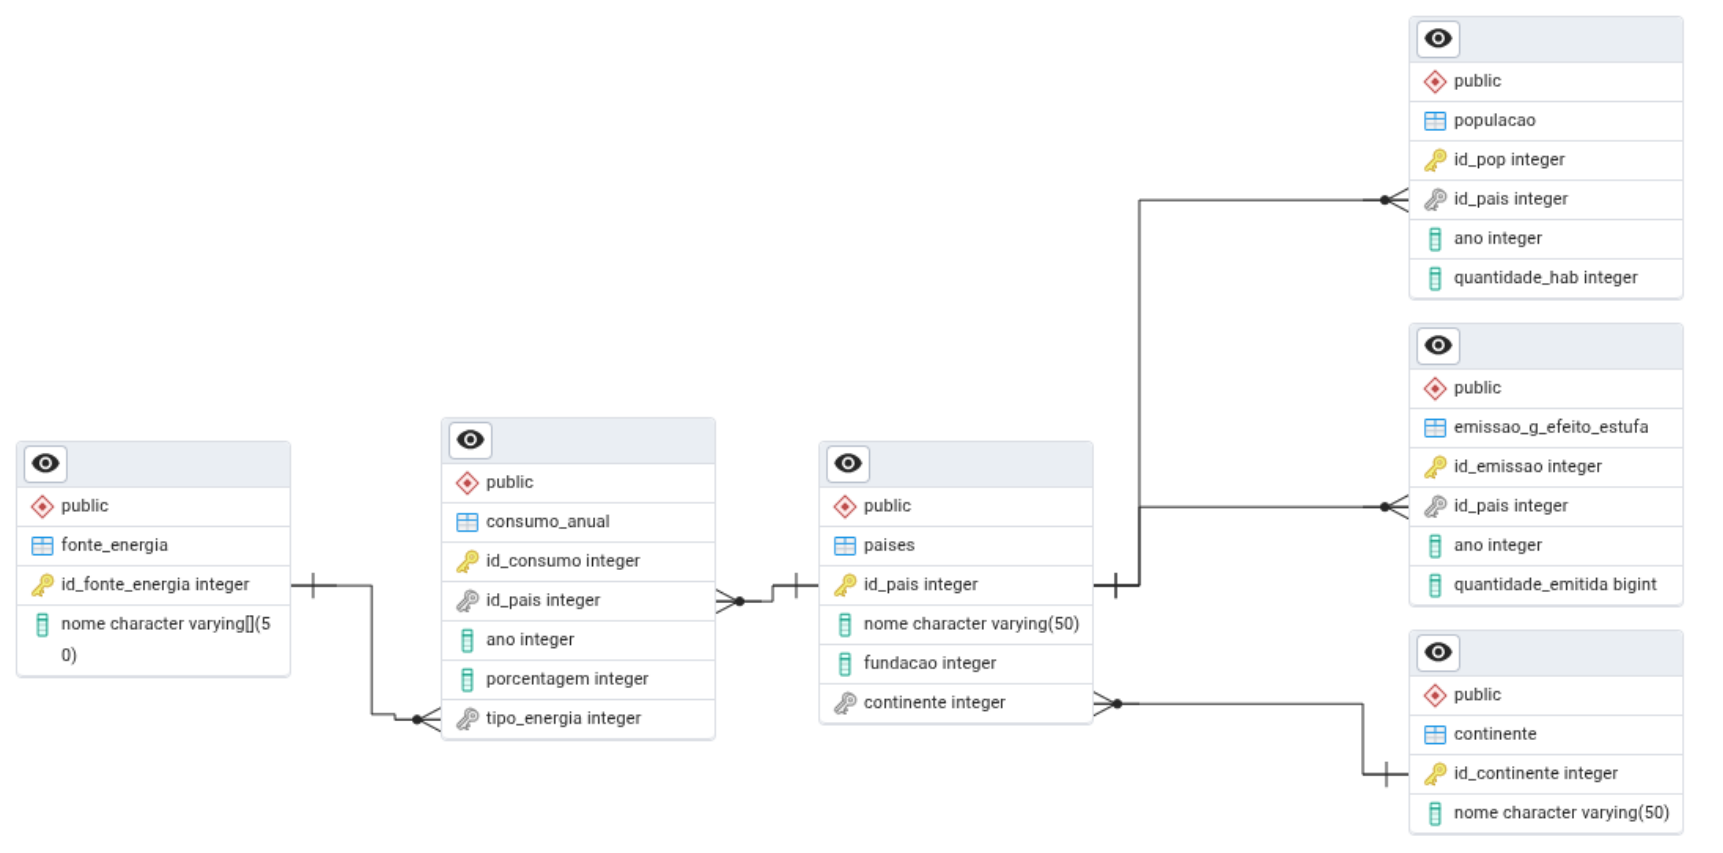 public
fonte_energia
id_fonte_energia integer
nome character varying[](5
0)
public
consumo_anual
id_consumo integer
id_pais integer
ano integer
porcentagem integer
tipo_energia integer
public
paises
id_pais integer
nome character varying(50)
fundacao integer
continente integer
public
populacao
id_pop integer
id_pais integer
ano integer
quantidade_hab integer
public
emissao_g_efeito_estufa
id_emissao integer
id_pais integer
ano integer
quantidade_emitida bigint
public
continente
id_continente integer
nome character varying(50)